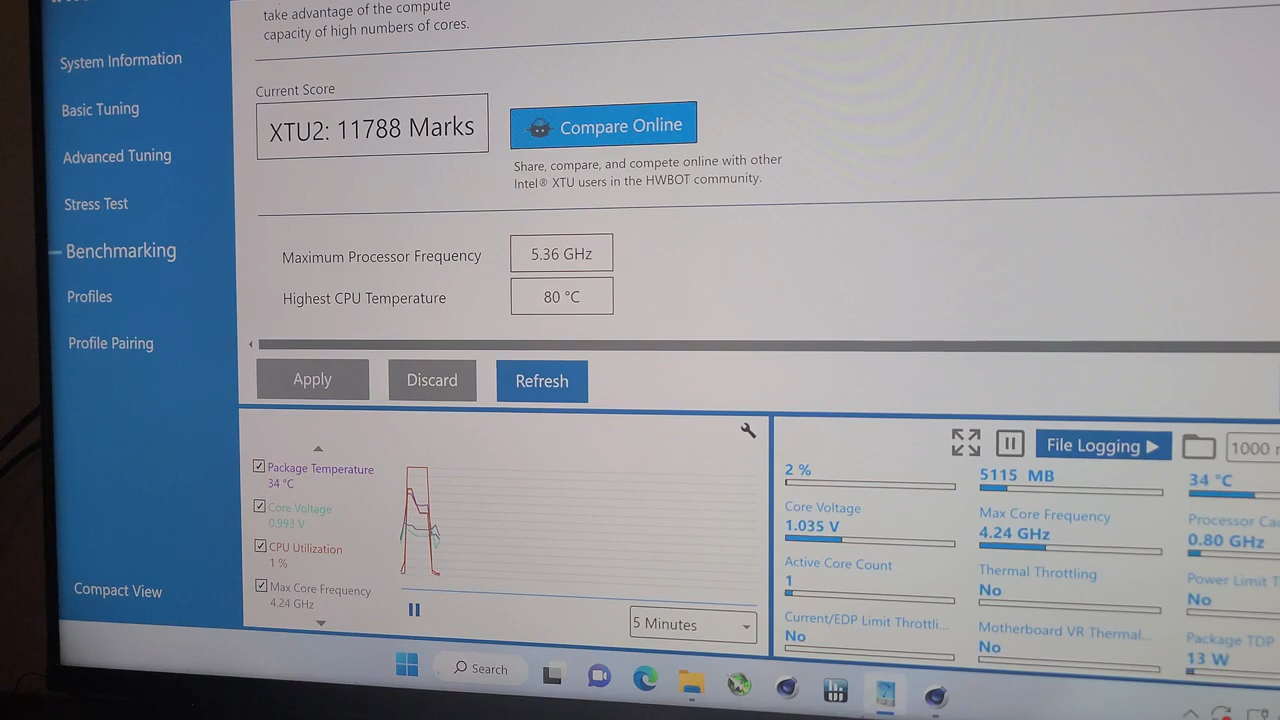 take advantage of the compute
capacity of high numbers of cores.
System Information
Basic Tuning
Advanced Tuning
Stress Test
Benchmarking
Profiles
Profile Pairing
Compact View
Current Score
XTU2: 11788 Marks
Compare Online
Share, compare, and compete online with other
Intel® XTU users in the HWBOT community.
Maximum Processor Frequency
5.36 GHz
Highest CPU Temperature
80 °C
Apply
Discard
Refresh
Package Temperature
34 °C
Core Voltage
0.993 V
CPU Utilization
1 %
Max Core Frequency
4.24 GHz
5 Minutes
File Logging
1000
2 %
5115 MB
34 °C
Core Voltage
1.035 V
Max Core Frequency
4.24 GHz
Processor Ca
0.80 GHz
Active Core Count
1
Thermal Throttling
No
Power Limit T
No
Current/EDP Limit Throttli...
No
Motherboard VR Thermal...
No
Package TDP
13 W
Search